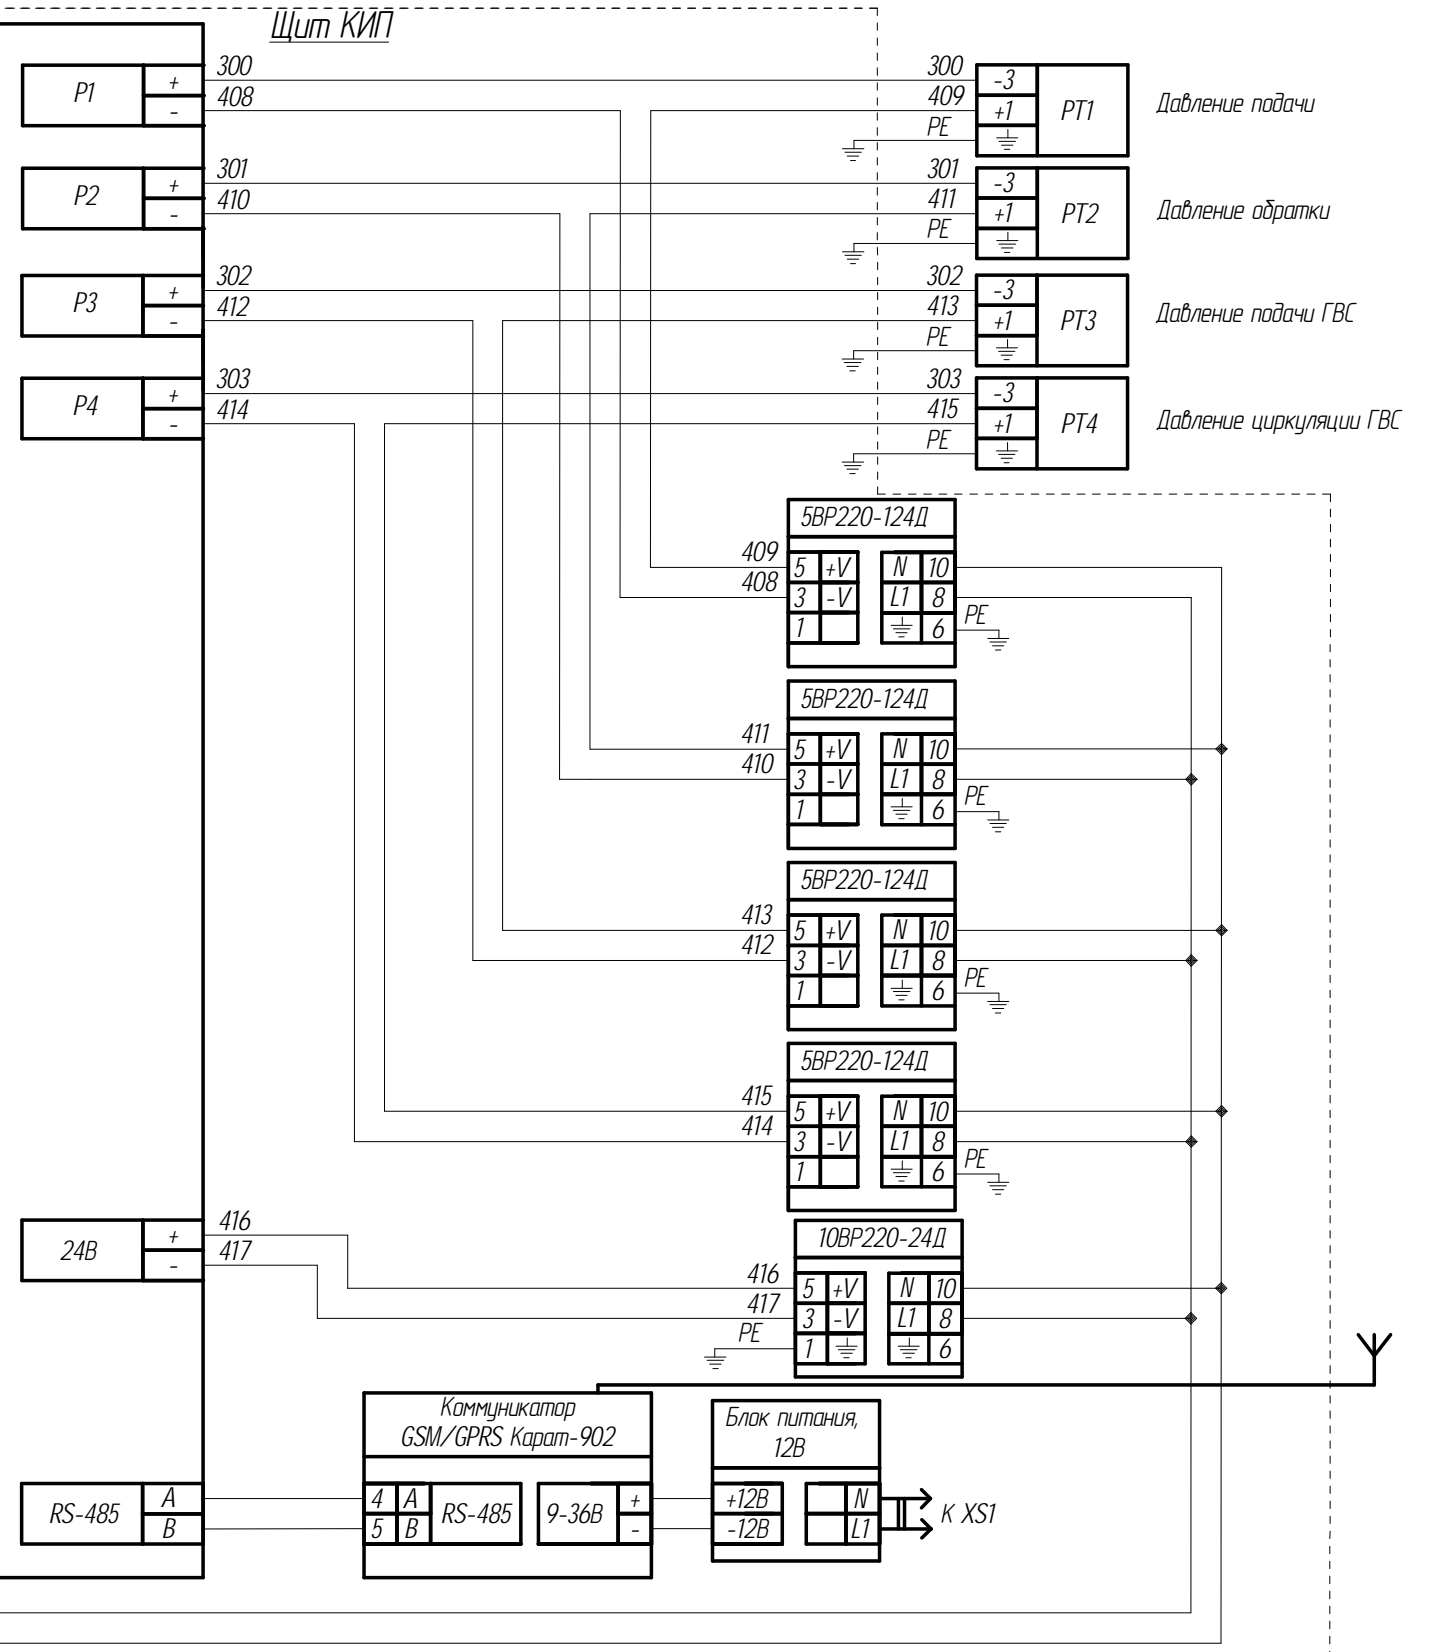 Щит КИП
P1
+
-
300
408
300
409
PE
-3
+1
PT1
Давление подачи
P2
+
-
301
410
301
411
PE
-3
+1
PT2
Давление обратки
P3
+
-
302
412
302
413
PE
-3
+1
PT3
Давление подачи ГВС
P4
+
-
303
414
303
415
PE
-3
+1
PT4
Давление циркуляции ГВС
5ВР220-124Д
409
408
5 +V N 10
3 -V L1 8
1 6
PE
5ВР220-124Д
411
410
5 +V N 10
3 -V L1 8
1 6
PE
5ВР220-124Д
413
412
5 +V N 10
3 -V L1 8
1 6
PE
5ВР220-124Д
415
414
5 +V N 10
3 -V L1 8
1 6
PE
24В
+
-
416
417
10ВР220-24Д
416
417
PE
5 +V N 10
3 -V L1 8
1 6
Коммуникатор
GSM/GPRS Карат-902
Блок питания,
12В
RS-485
A
B
4 A
5 B
RS-485
9-36В
+
-
+12В
-12В
N
L1
К XS1